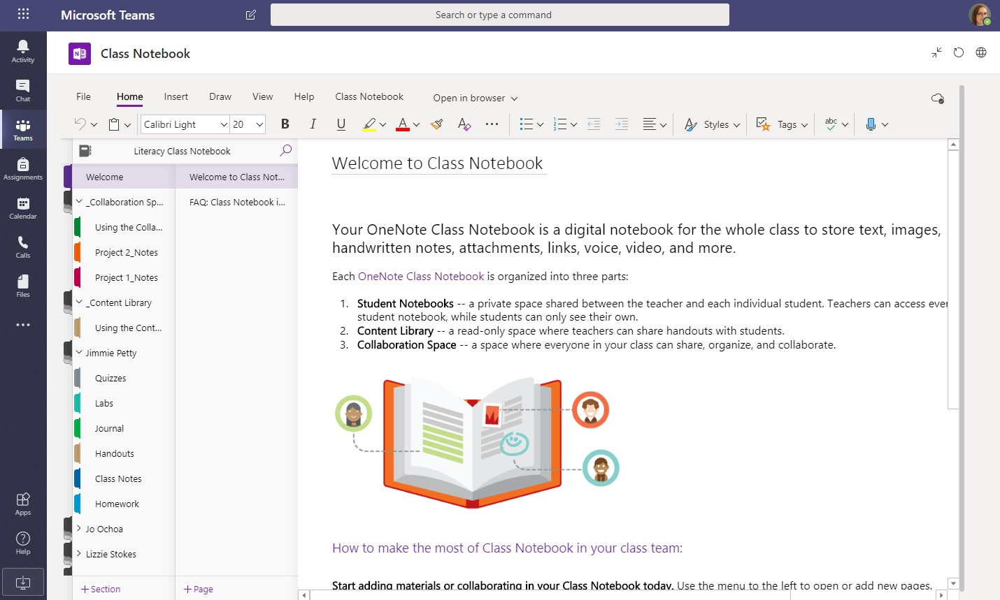 Microsoft Teams
Search or type a command
Activity
Chat
Teams
Assignments
Calendar
Calls
Files
Apps
Help
Class Notebook
File Home Insert Draw View Help Class Notebook Open in browser
Calibri Light 20 B I U A A Styles Tags abc
Literacy Class Notebook
Welcome
_Collaboration Sp...
Using the Colla...
Project 2_Notes
Project 1_Notes
_Content Library
Using the Cont...
Jimmie Petty
Quizzes
Labs
Journal
Handouts
Class Notes
Homework
Jo Ochoa
Lizzie Stokes
+ Section
Welcome to Class Not...
FAQ: Class Notebook i...
+ Page
Welcome to Class Notebook
Your OneNote Class Notebook is a digital notebook for the whole class to store text, images,
handwritten notes, attachments, links, voice, video, and more.
Each OneNote Class Notebook is organized into three parts:
1. Student Notebooks -- a private space shared between the teacher and each individual student. Teachers can access ever
student notebook, while students can only see their own.
2. Content Library -- a read-only space where teachers can share handouts with students.
3. Collaboration Space -- a space where everyone in your class can share, organize, and collaborate.
How to make the most of Class Notebook in your class team:
Start adding materials or collaborating in your Class Notebook today. Use the menu to the left to open or add new pages.